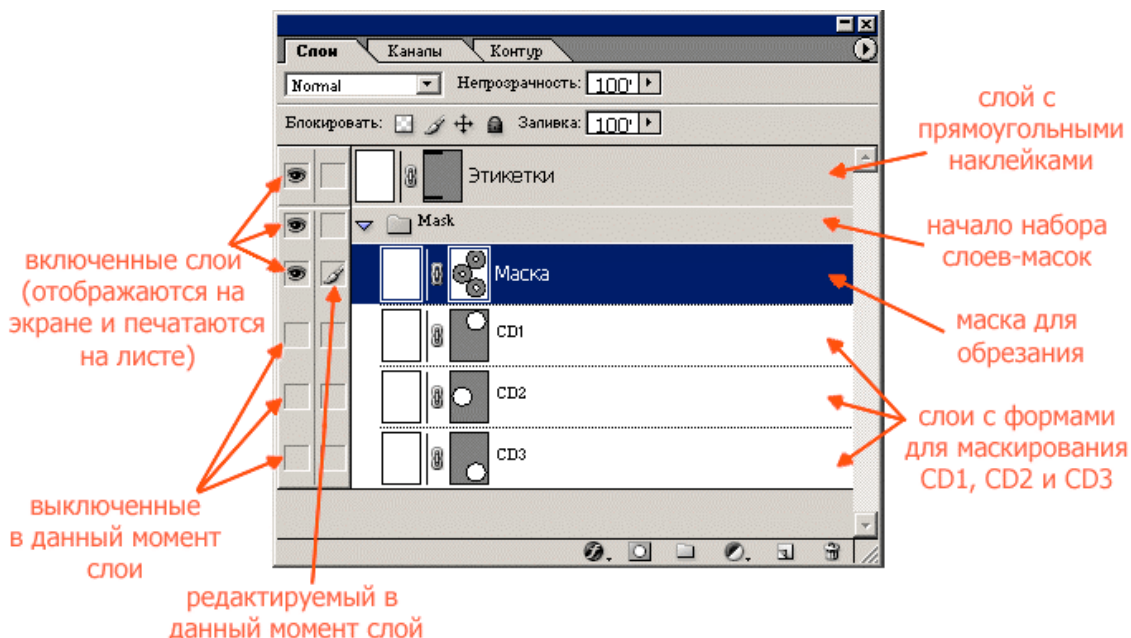 Слои Каналы Контур
Normal Непрозрачность: 100%
Блокировать: Заливка: 100%
Этикетки
Mask
Маска
CD1
CD2
CD3
слой с
прямоугольными
наклейками
начало набора
слоев-масок
маска для
обрезания
слои с формами
для маскирования
CD1, CD2 и CD3
включенные слои
(отображаются на
экране и печатаются
на листе)
выключенные
в данный момент
слои
редактируемый в
данный момент слой